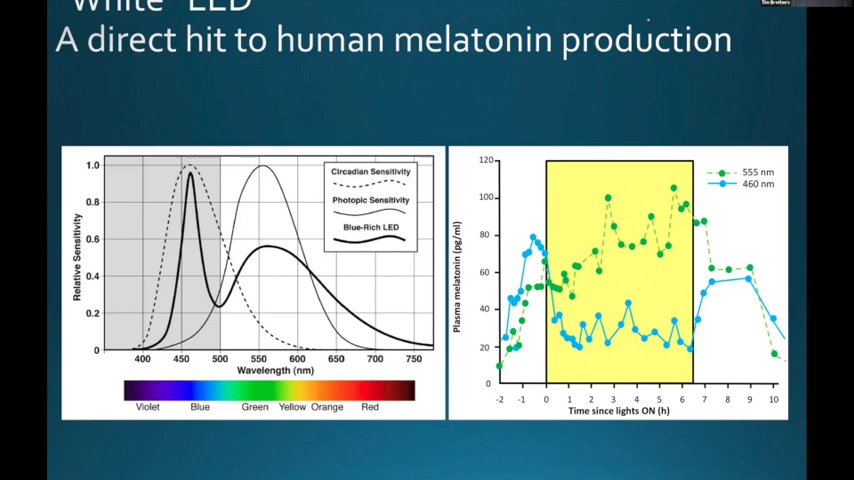 "White" LED
A direct hit to human melatonin production
Tim Brothers
1.0
0.8
0.6
0.4
0.2
0
Relative Sensitivity
Circadian Sensitivity
Photopic Sensitivity
Blue-Rich LED
400 450 500 550 600 650 700 750
Wavelength (nm)
Violet Blue Green Yellow Orange Red
120
100
80
60
40
20
0
Plasma melatonin (pg/ml)
555 nm
460 nm
-2 -1 0 1 2 3 4 5 6 7 8 9 10
Time since lights ON (h)